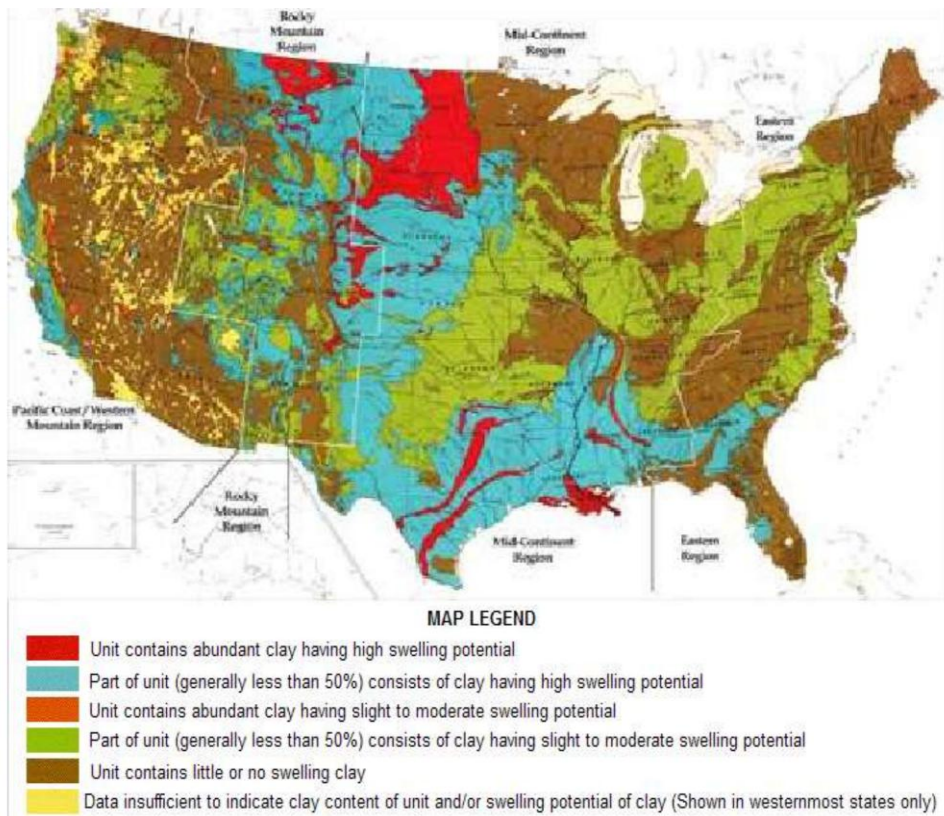 Rocky
Mountain
Region
Mid-Continent
Region
Eastern
Region
Pacific Coast/Western
Mountain Region
Rocky
Mountain
Region
Mid-Continent
Region
Eastern
Region
MAP LEGEND
Unit contains abundant clay having high swelling potential
Part of unit (generally less than 50%) consists of clay having high swelling potential
Unit contains abundant clay having slight to moderate swelling potential
Part of unit (generally less than 50%) consists of clay having slight to moderate swelling potential
Unit contains little or no swelling clay
Data insufficient to indicate clay content of unit and/or swelling potential of clay (Shown in westernmost states only)